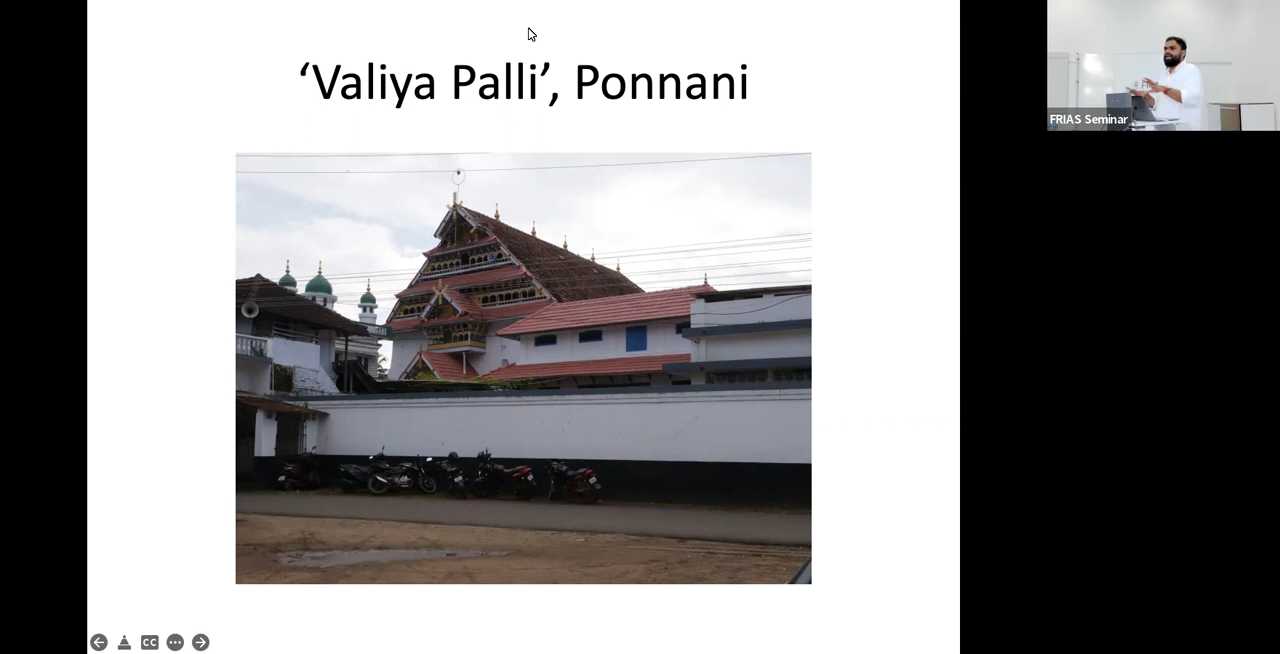 ‘Valiya Palli’, Ponnani
FRIAS Seminar
CC